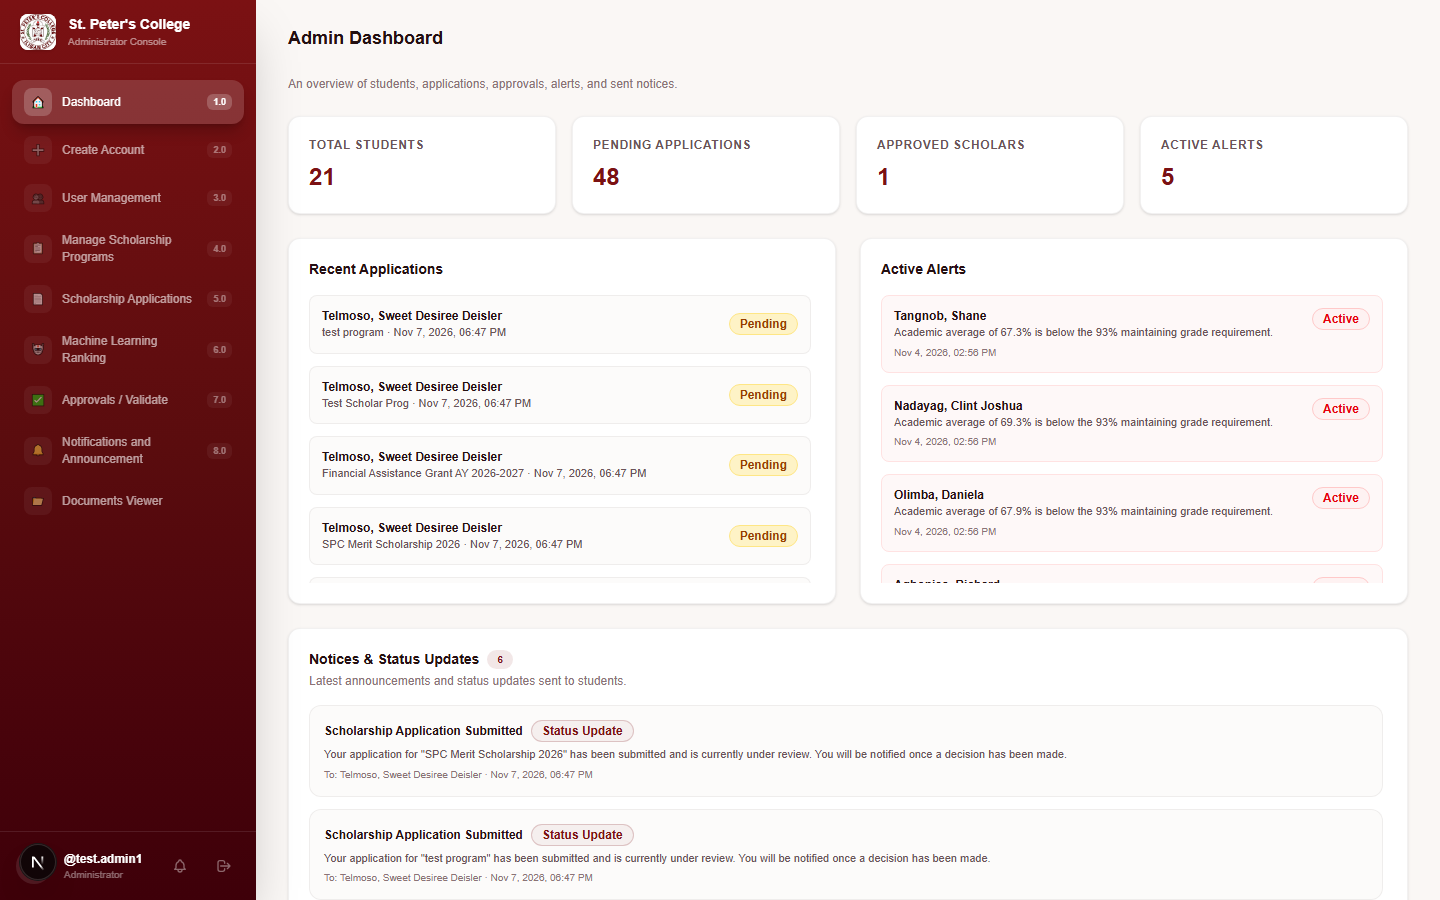 St. Peter's College
Administrator Console
Dashboard 1.0
Create Account 2.0
User Management 3.0
Manage Scholarship
Programs
4.0
Scholarship Applications 5.0
Machine Learning
Ranking
6.0
Approvals / Validate 7.0
Notifications and
Announcement
8.0
Documents Viewer
N
@test.admin1
Administrator
Admin Dashboard
An overview of students, applications, approvals, alerts, and sent notices.
TOTAL STUDENTS
21
PENDING APPLICATIONS
48
APPROVED SCHOLARS
1
ACTIVE ALERTS
5
Recent Applications
Telmoso, Sweet Desiree Deisler
test program · Nov 7, 2026, 06:47 PM
Pending
Telmoso, Sweet Desiree Deisler
Test Scholar Prog · Nov 7, 2026, 06:47 PM
Pending
Telmoso, Sweet Desiree Deisler
Financial Assistance Grant AY 2026-2027 · Nov 7, 2026, 06:47 PM
Pending
Telmoso, Sweet Desiree Deisler
SPC Merit Scholarship 2026 · Nov 7, 2026, 06:47 PM
Pending
Active Alerts
Tangnob, Shane
Academic average of 67.3% is below the 93% maintaining grade requirement.
Nov 4, 2026, 02:56 PM
Active
Nadayag, Clint Joshua
Academic average of 69.3% is below the 93% maintaining grade requirement.
Nov 4, 2026, 02:56 PM
Active
Olimba, Daniela
Academic average of 67.9% is below the 93% maintaining grade requirement.
Nov 4, 2026, 02:56 PM
Active
Notices & Status Updates 6
Latest announcements and status updates sent to students.
Scholarship Application Submitted Status Update
Your application for "SPC Merit Scholarship 2026" has been submitted and is currently under review. You will be notified once a decision has been made.
To: Telmoso, Sweet Desiree Deisler · Nov 7, 2026, 06:47 PM
Scholarship Application Submitted Status Update
Your application for "test program" has been submitted and is currently under review. You will be notified once a decision has been made.
To: Telmoso, Sweet Desiree Deisler · Nov 7, 2026, 06:47 PM